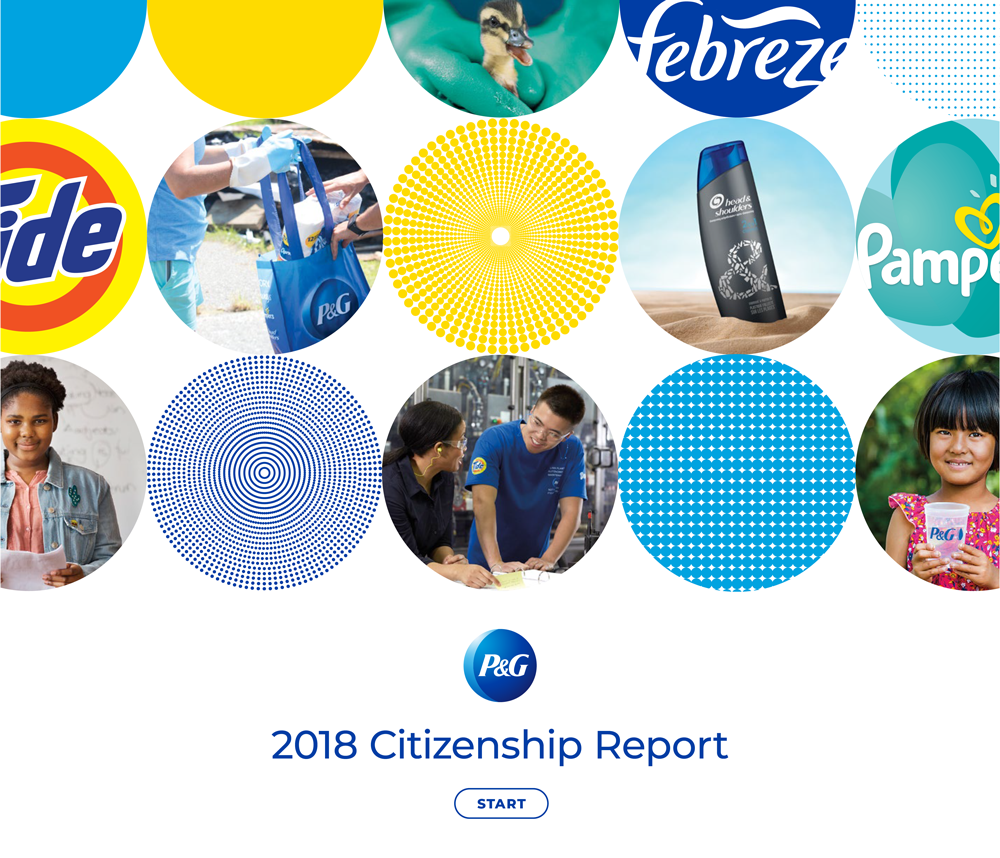 febreze
ide
P&G
head&
shoulders
Pampe
P&G
P&G
2018 Citizenship Report
START